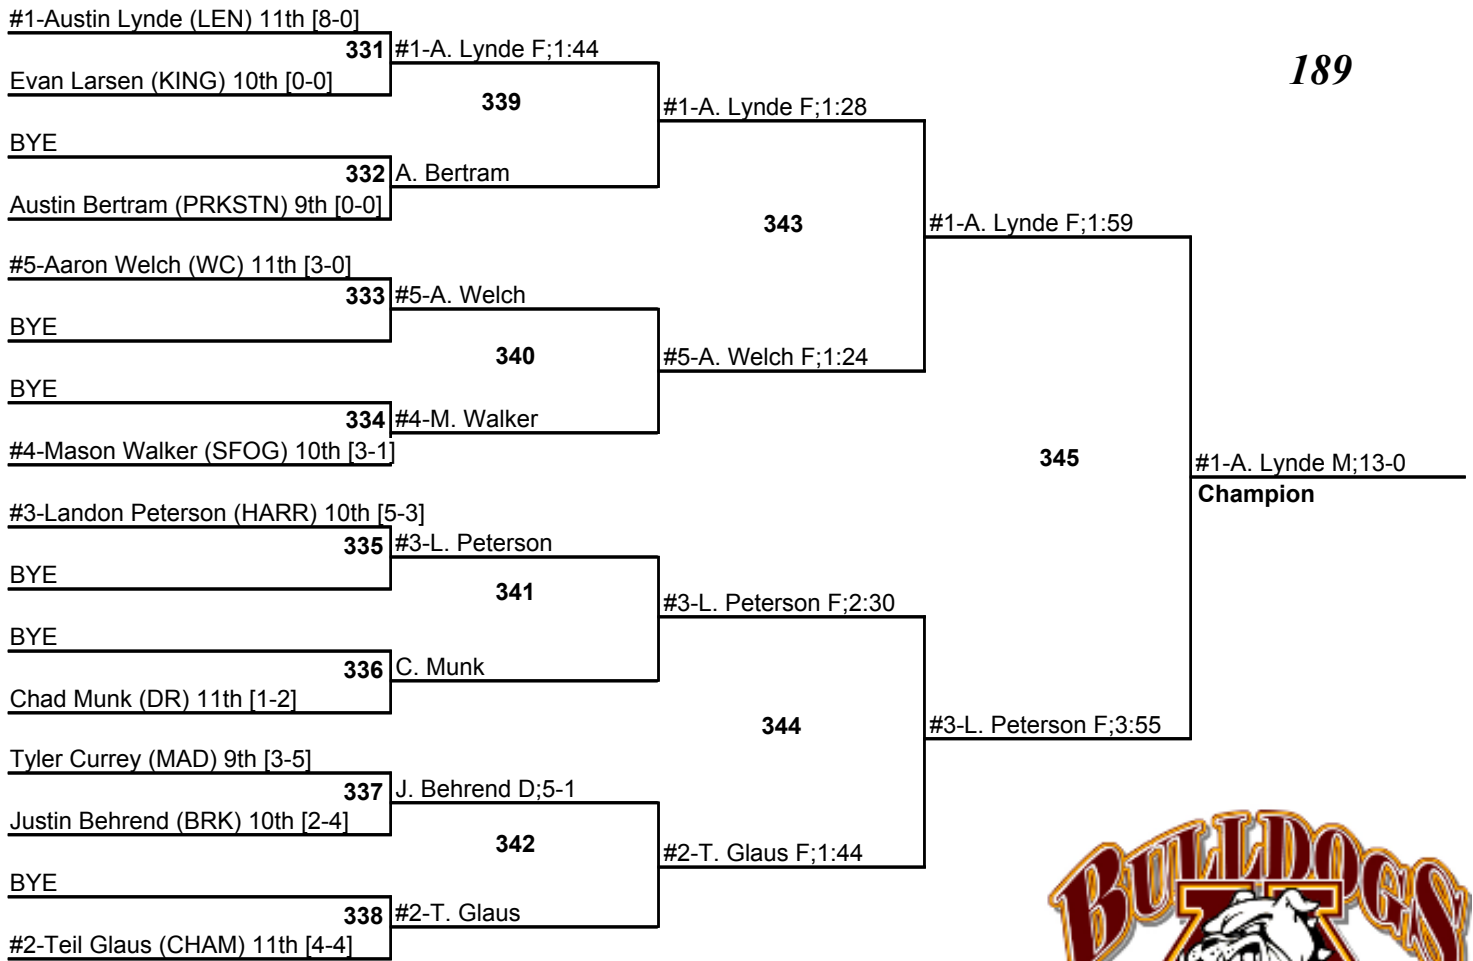 #1-Austin Lynde (LEN) 11th [8-0]
331 #1-A. Lynde F;1:44
189
Evan Larsen (KING) 10th [0-0]
339
#1-A. Lynde F;1:28
BYE
332 A. Bertram
Austin Bertram (PRKSTN) 9th [0-0]
343
#1-A. Lynde F;1:59
#5-Aaron Welch (WC) 11th [3-0]
333 #5-A. Welch
BYE
340
#5-A. Welch F;1:24
BYE
334 #4-M. Walker
#4-Mason Walker (SFOG) 10th [3-1]
345
#1-A. Lynde M;13-0
Champion
#3-Landon Peterson (HARR) 10th [5-3]
335 #3-L. Peterson
BYE
341
#3-L. Peterson F;2:30
BYE
336 C. Munk
Chad Munk (DR) 11th [1-2]
344
#3-L. Peterson F;3:55
Tyler Currey (MAD) 9th [3-5]
337 J. Behrend D;5-1
Justin Behrend (BRK) 10th [2-4]
342
#2-T. Glaus F;1:44
BYE
338 #2-T. Glaus
#2-Teil Glaus (CHAM) 11th [4-4]
BULLDOGS